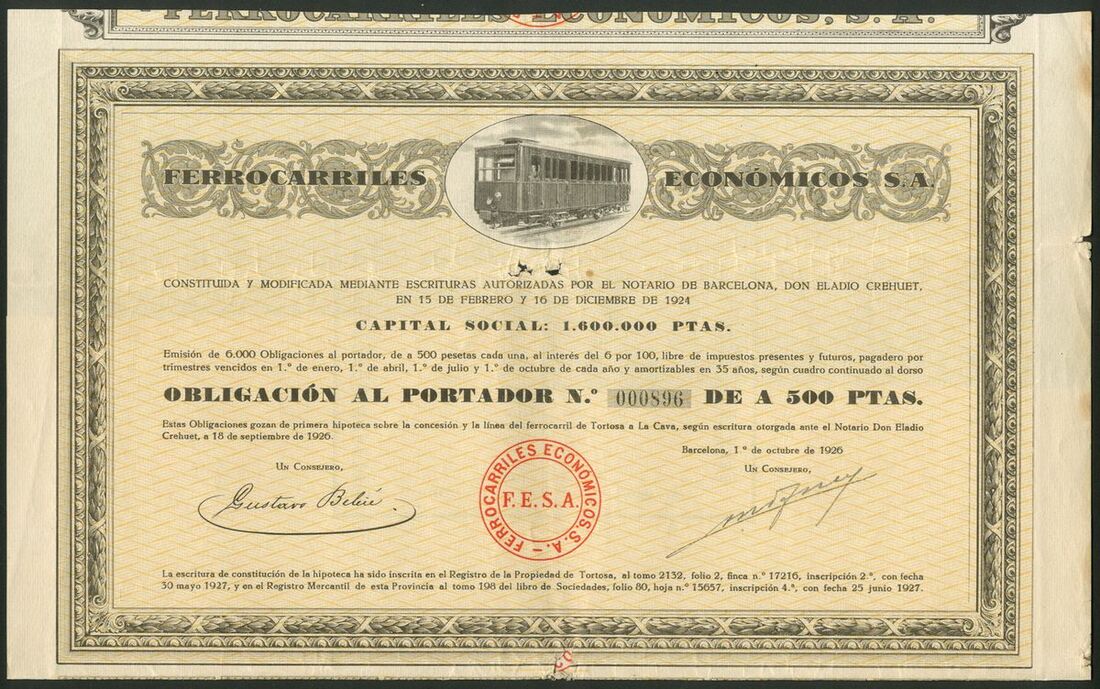 FERROCARRILES ECONÓMICOS, S. A.
FERROCARRILES ECONÓMICOS S.A.
CONSTITUIDA Y MODIFICADA MEDIANTE ESCRITURAS AUTORIZADAS POR EL NOTARIO DE BARCELONA, DON ELADIO CREHUET,
EN 15 DE FEBRERO Y 16 DE DICIEMBRE DE 1924
CAPITAL SOCIAL: 1.600.000 PTAS.
Emisión de 6.000 Obligaciones al portador, de a 500 pesetas cada una, al interés del 6 por 100, libre de impuestos presentes y futuros, pagadero por
trimestres vencidos en 1.º de enero, 1.º de abril, 1.º de julio y 1.º de octubre de cada año y amortizables en 35 años, según cuadro continuado al dorso
OBLIGACIÓN AL PORTADOR N.º 000896 DE A 500 PTAS.
Estas Obligaciones gozan de primera hipoteca sobre la concesión y la línea del ferrocarril de Tortosa a La Cava, según escritura otorgada ante el Notario Don Eladio
Crehuet, a 18 de septiembre de 1926.
Barcelona, 1º de octubre de 1926
UN CONSEJERO,
UN CONSEJERO,
Gustavo
FERROCARRILES ECONÓMICOS. S. A. –
F. E. S. A.
La escritura de constitución de la hipoteca ha sido inscrita en el Registro de la Propiedad de Tortosa, al tomo 2132, folio 2, finca n.º 17216, inscripción 2.ª, con fecha
30 mayo 1927, y en el Registro Mercantil de esta Provincia al tomo 198 del libro de Sociedades, folio 80, hoja n.º 15657, inscripción 4.ª, con fecha 25 junio 1927.